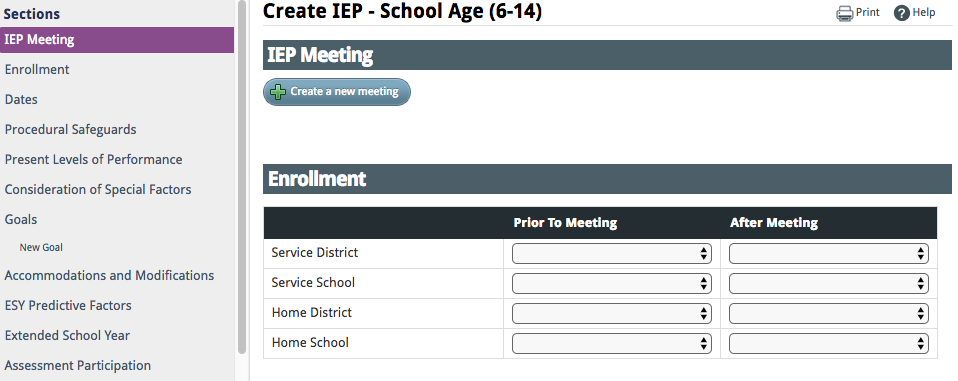 Sections
IEP Meeting
Enrollment
Dates
Procedural Safeguards
Present Levels of Performance
Consideration of Special Factors
Goals
New Goal
Accommodations and Modifications
ESY Predictive Factors
Extended School Year
Assessment Participation
Create IEP - School Age (6-14)
Print
Help
IEP Meeting
Create a new meeting
Enrollment
Prior To Meeting After Meeting
Service District
Service School
Home District
Home School